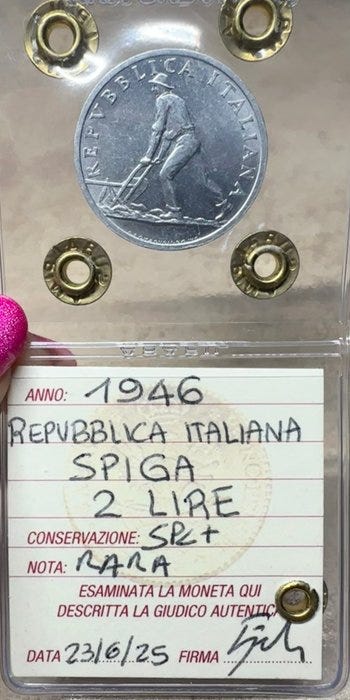 REPVBBLICA ITALIANA
ANNO: 1946
REPUBBLICA ITALIANA
SPIGA
2 LIRE
CONSERVAZIONE: SPL+
NOTA: RARA
ESAMINATA LA MONETA QUI
DESCRITTA LA GIUDICO AUTENTICA
DATA 23/6/25 FIRMA